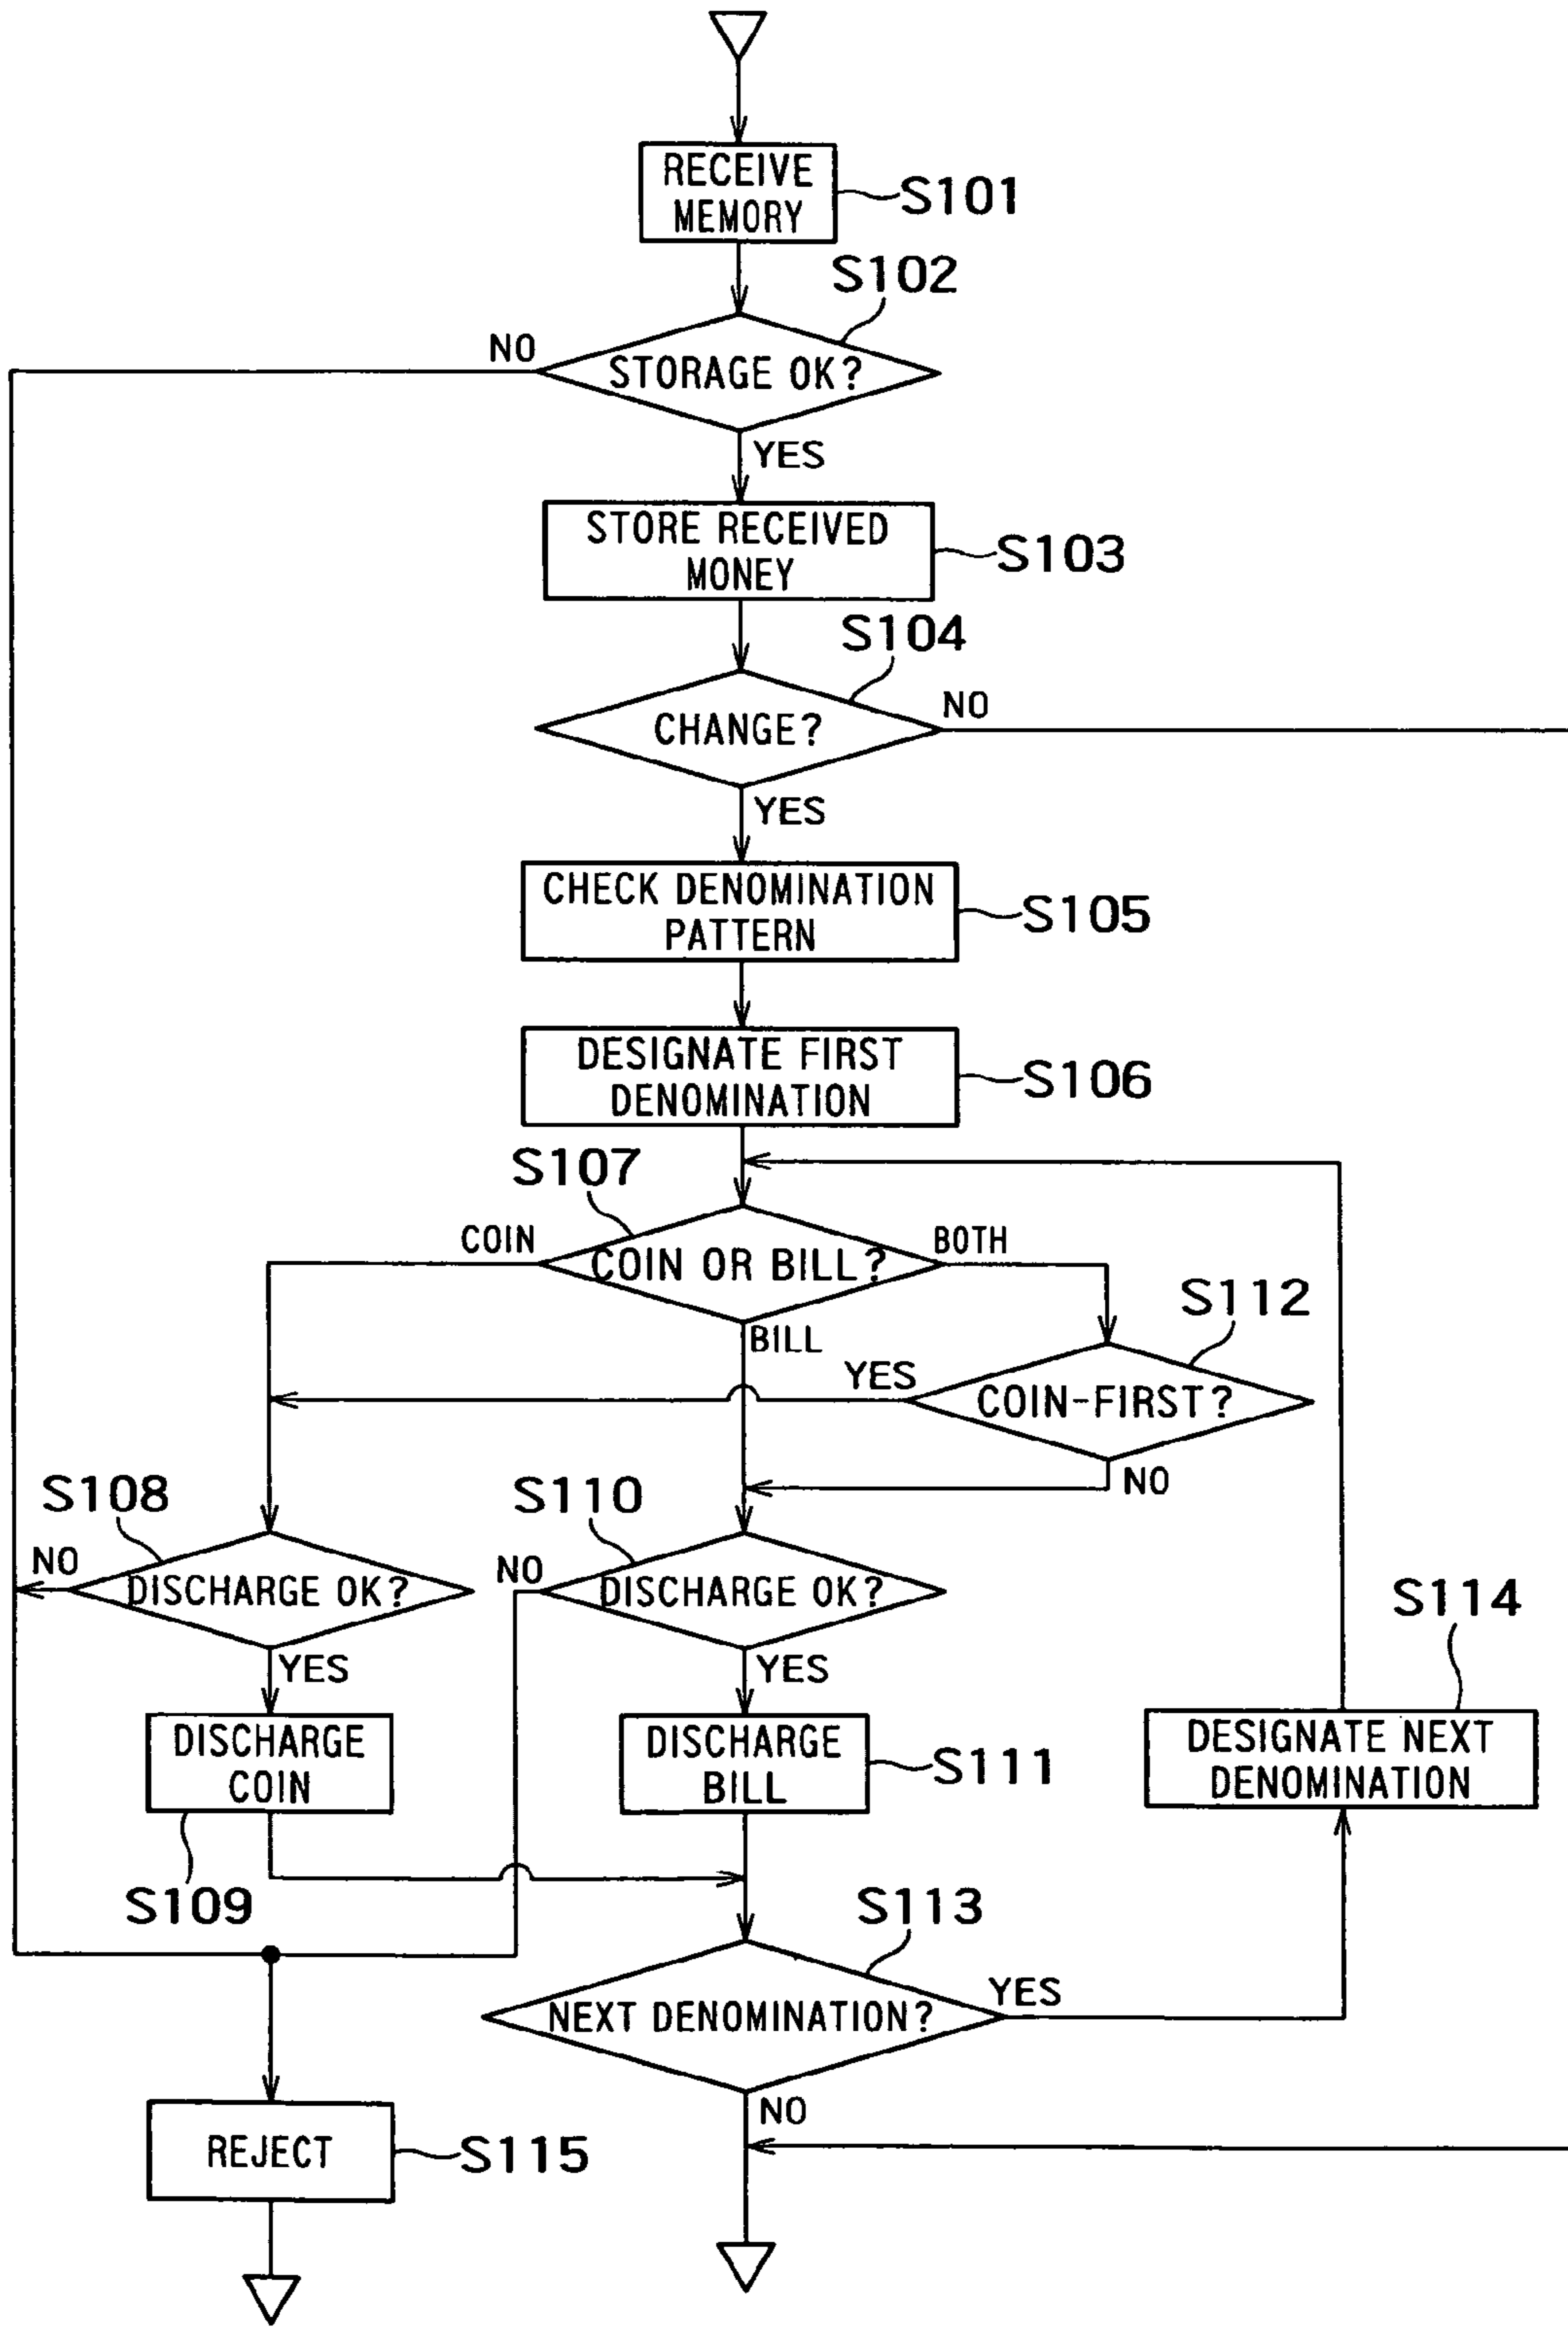 RECEIVE
MEMORY
S101
S102
NO
STORAGE OK?
YES
STORE RECEIVED
MONEY
S103
S104
CHANGE?
NO
YES
CHECK DENOMINATION
PATTERN
S105
DESIGNATE FIRST
DENOMINATION
S106
S107
COIN
COIN OR BILL?
BOTH
BILL
S112
YES
COIN-FIRST?
NO
S108
NO
DISCHARGE OK?
YES
S110
NO
DISCHARGE OK?
YES
S114
DISCHARGE
COIN
S109
DISCHARGE
BILL
S111
DESIGNATE NEXT
DENOMINATION
S113
NEXT DENOMINATION?
YES
NO
REJECT
S115